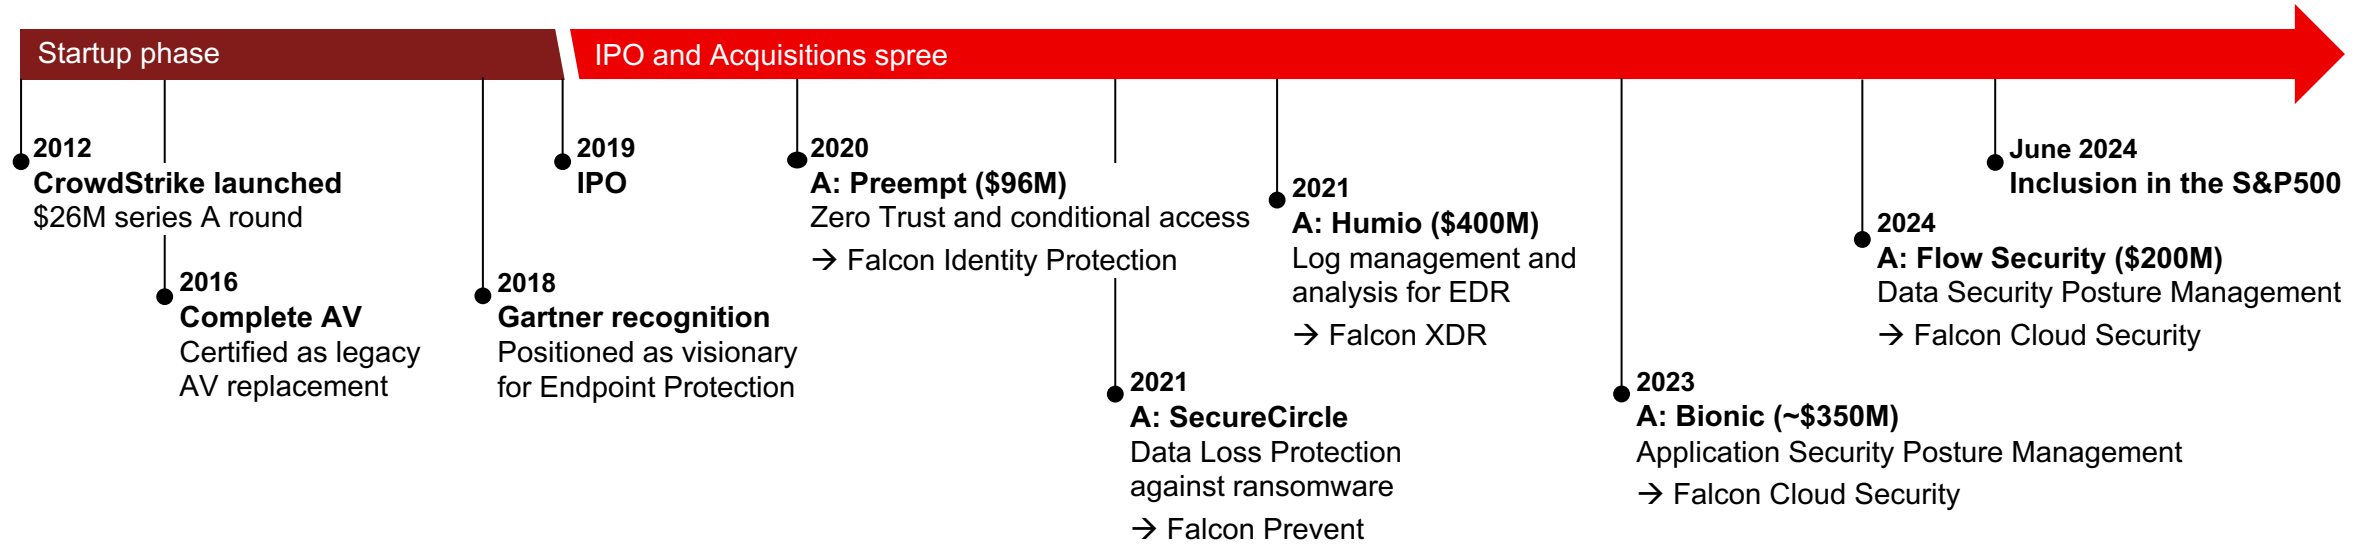 Startup phase
IPO and Acquisitions spree
2012
CrowdStrike launched
$26M series A round
2016
Complete AV
Certified as legacy
AV replacement
2018
Gartner recognition
Positioned as visionary
for Endpoint Protection
2019
IPO
2020
A: Preempt ($96M)
Zero Trust and conditional access
→ Falcon Identity Protection
2021
A: SecureCircle
Data Loss Protection
against ransomware
→ Falcon Prevent
2021
A: Humio ($400M)
Log management and
analysis for EDR
→ Falcon XDR
2023
A: Bionic (~$350M)
Application Security Posture Management
→ Falcon Cloud Security
2024
A: Flow Security ($200M)
Data Security Posture Management
→ Falcon Cloud Security
June 2024
Inclusion in the S&P500